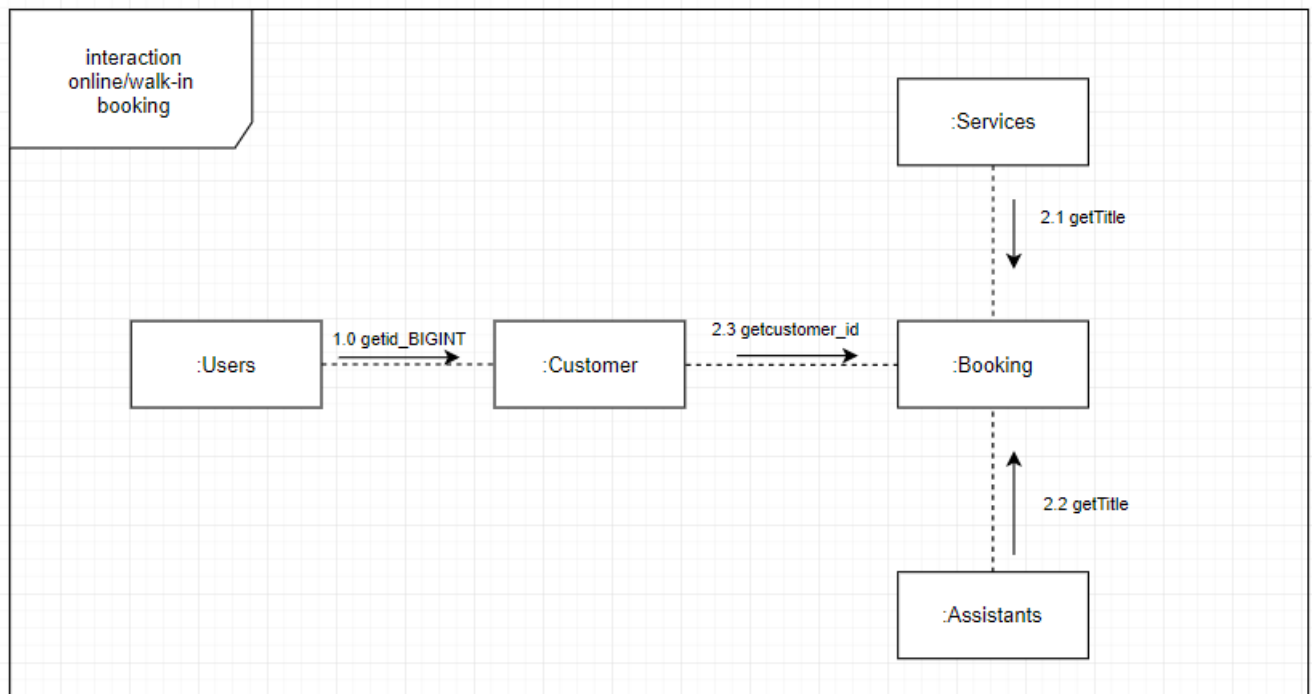 interaction
online/walk-in
booking
:Services
2.1 getTitle
:Users
1.0 getid_BIGINT
:Customer
2.3 getcustomer_id
:Booking
2.2 getTitle
:Assistants